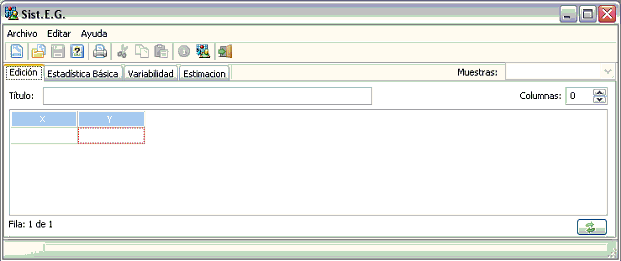 Sist.E.G.
Archivo Editar Ayuda
Edición Estadística Básica Variabilidad Estimacion Muestras:
Título: Columnas: 0
X Y
Fila: 1 de 1